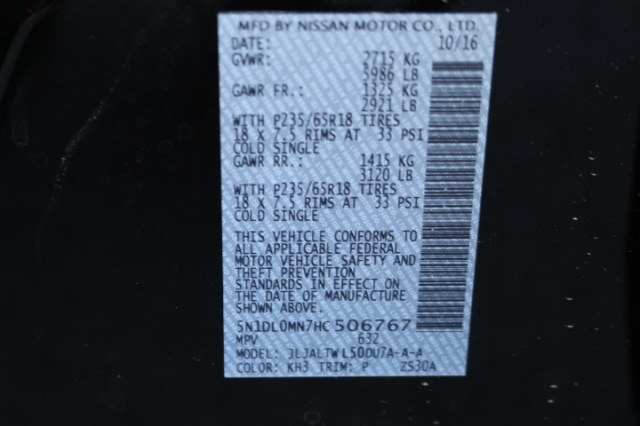 MFD BY NISSAN MOTOR CO., LTD.
DATE: 10/16
GVWR: 2715 KG
5986 LB
GAWR FR.: 1325 KG
2921 LB
WITH P235/65R18 TIRES
18 X 7.5 RIMS AT 33 PSI
COLD SINGLE
GAWR RR.: 1415 KG
3120 LB
WITH P235/65R18 TIRES
18 X 7.5 RIMS AT 33 PSI
COLD SINGLE
THIS VEHICLE CONFORMS TO
ALL APPLICABLE FEDERAL
MOTOR VEHICLE SAFETY AND
THEFT PREVENTION
STANDARDS IN EFFECT ON
THE DATE OF MANUFACTURE
SHOWN ABOVE.
5N1DL0MN7HC506767
MPV 632
MODEL: JLJALTWL50DU7A-A-A
COLOR: KH3 TRIM: P ZS30A